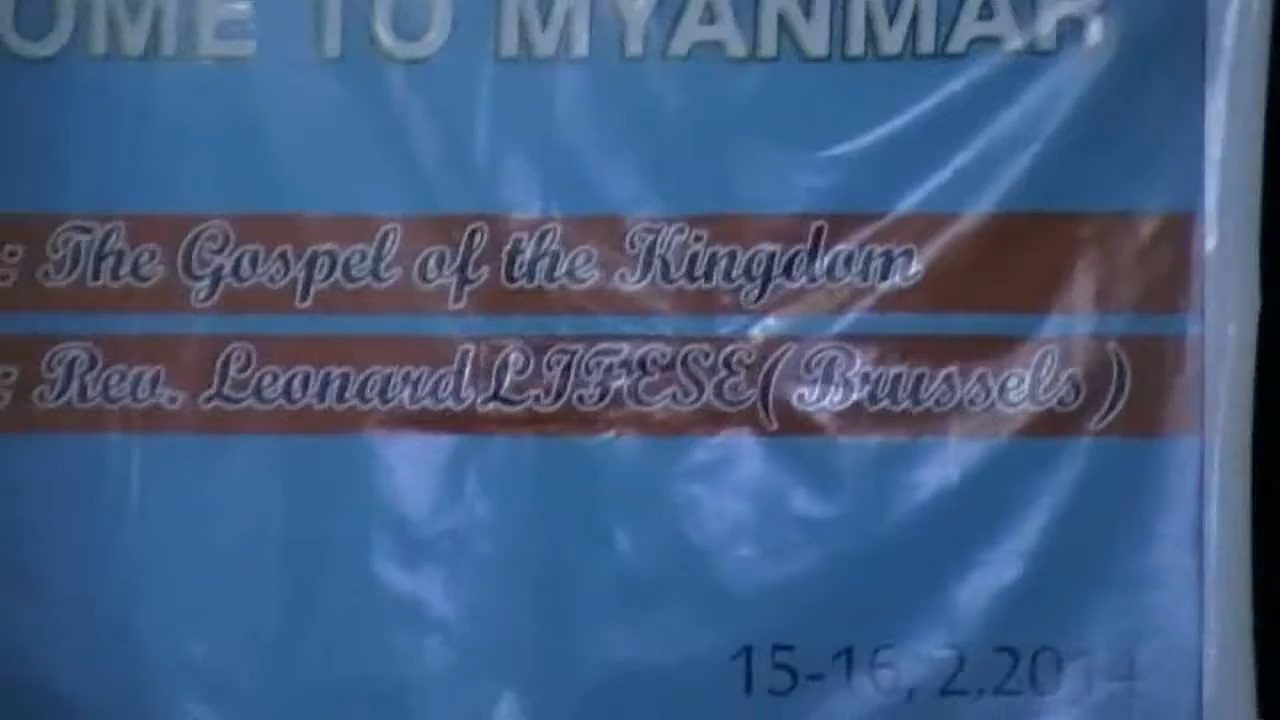 OME TO MYANMAR
: The Gospel of the Kingdom
: Rev. Leonard LIFESE ( Brussels )
15-16, 2.2014